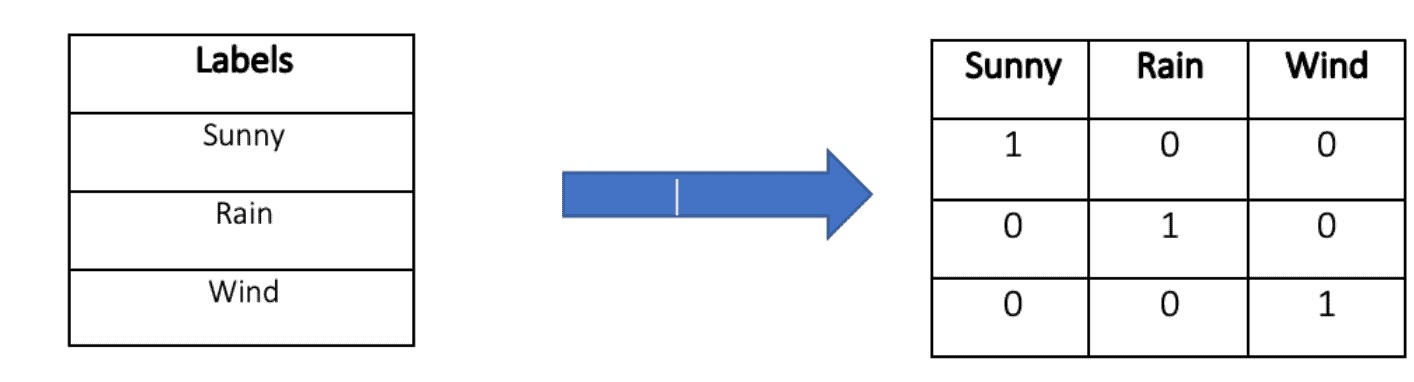 Labels
Sunny
Rain
Wind
Sunny Rain Wind
1 0 0
0 1 0
0 0 1